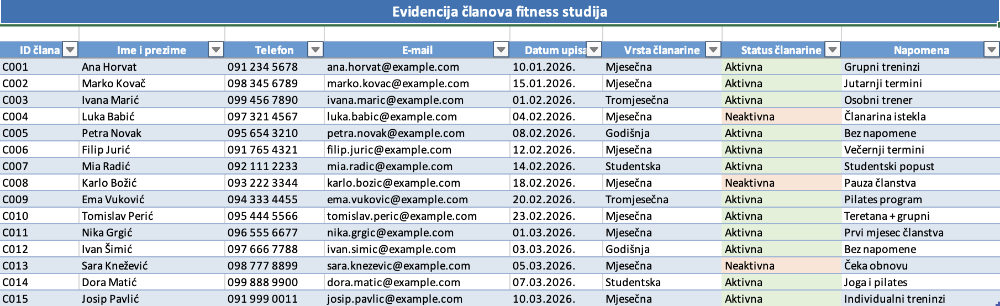 Evidencija članova fitness studija
ID člana Ime i prezime Telefon E-mail Datum upisa Vrsta članarine Status članarine Napomena
C001 Ana Horvat 091 234 5678 ana.horvat@example.com 10.01.2026. Mjesečna Aktivna Grupni treninzi
C002 Marko Kovač 098 345 6789 marko.kovac@example.com 15.01.2026. Mjesečna Aktivna Jutarnji termini
C003 Ivana Marić 099 456 7890 ivana.maric@example.com 01.02.2026. Tromjesečna Aktivna Osobni trener
C004 Luka Babić 097 321 4567 luka.babic@example.com 04.02.2026. Mjesečna Neaktivna Članarina istekla
C005 Petra Novak 095 654 3210 petra.novak@example.com 08.02.2026. Godišnja Aktivna Bez napomene
C006 Filip Jurić 091 765 4321 filip.juric@example.com 12.02.2026. Mjesečna Aktivna Večernji termini
C007 Mia Radić 092 111 2233 mia.radic@example.com 14.02.2026. Studentska Aktivna Studentski popust
C008 Karlo Božić 093 222 3344 karlo.bozic@example.com 18.02.2026. Mjesečna Neaktivna Pauza članstva
C009 Ema Vuković 094 333 4455 ema.vukovic@example.com 20.02.2026. Tromjesečna Aktivna Pilates program
C010 Tomislav Perić 095 444 5566 tomislav.peric@example.com 23.02.2026. Mjesečna Aktivna Teretana + grupni
C011 Nika Grgić 096 555 6677 nika.grgic@example.com 01.03.2026. Mjesečna Aktivna Prvi mjesec članstva
C012 Ivan Šimić 097 666 7788 ivan.simic@example.com 03.03.2026. Godišnja Aktivna Bez napomene
C013 Sara Knežević 098 777 8899 sara.knezevic@example.com 05.03.2026. Mjesečna Neaktivna Čeka obnovu
C014 Dora Matić 099 888 9900 dora.matic@example.com 07.03.2026. Studentska Aktivna Joga i pilates
C015 Josip Pavlić 091 999 0011 josip.pavlic@example.com 10.03.2026. Mjesečna Aktivna Individualni treninzi